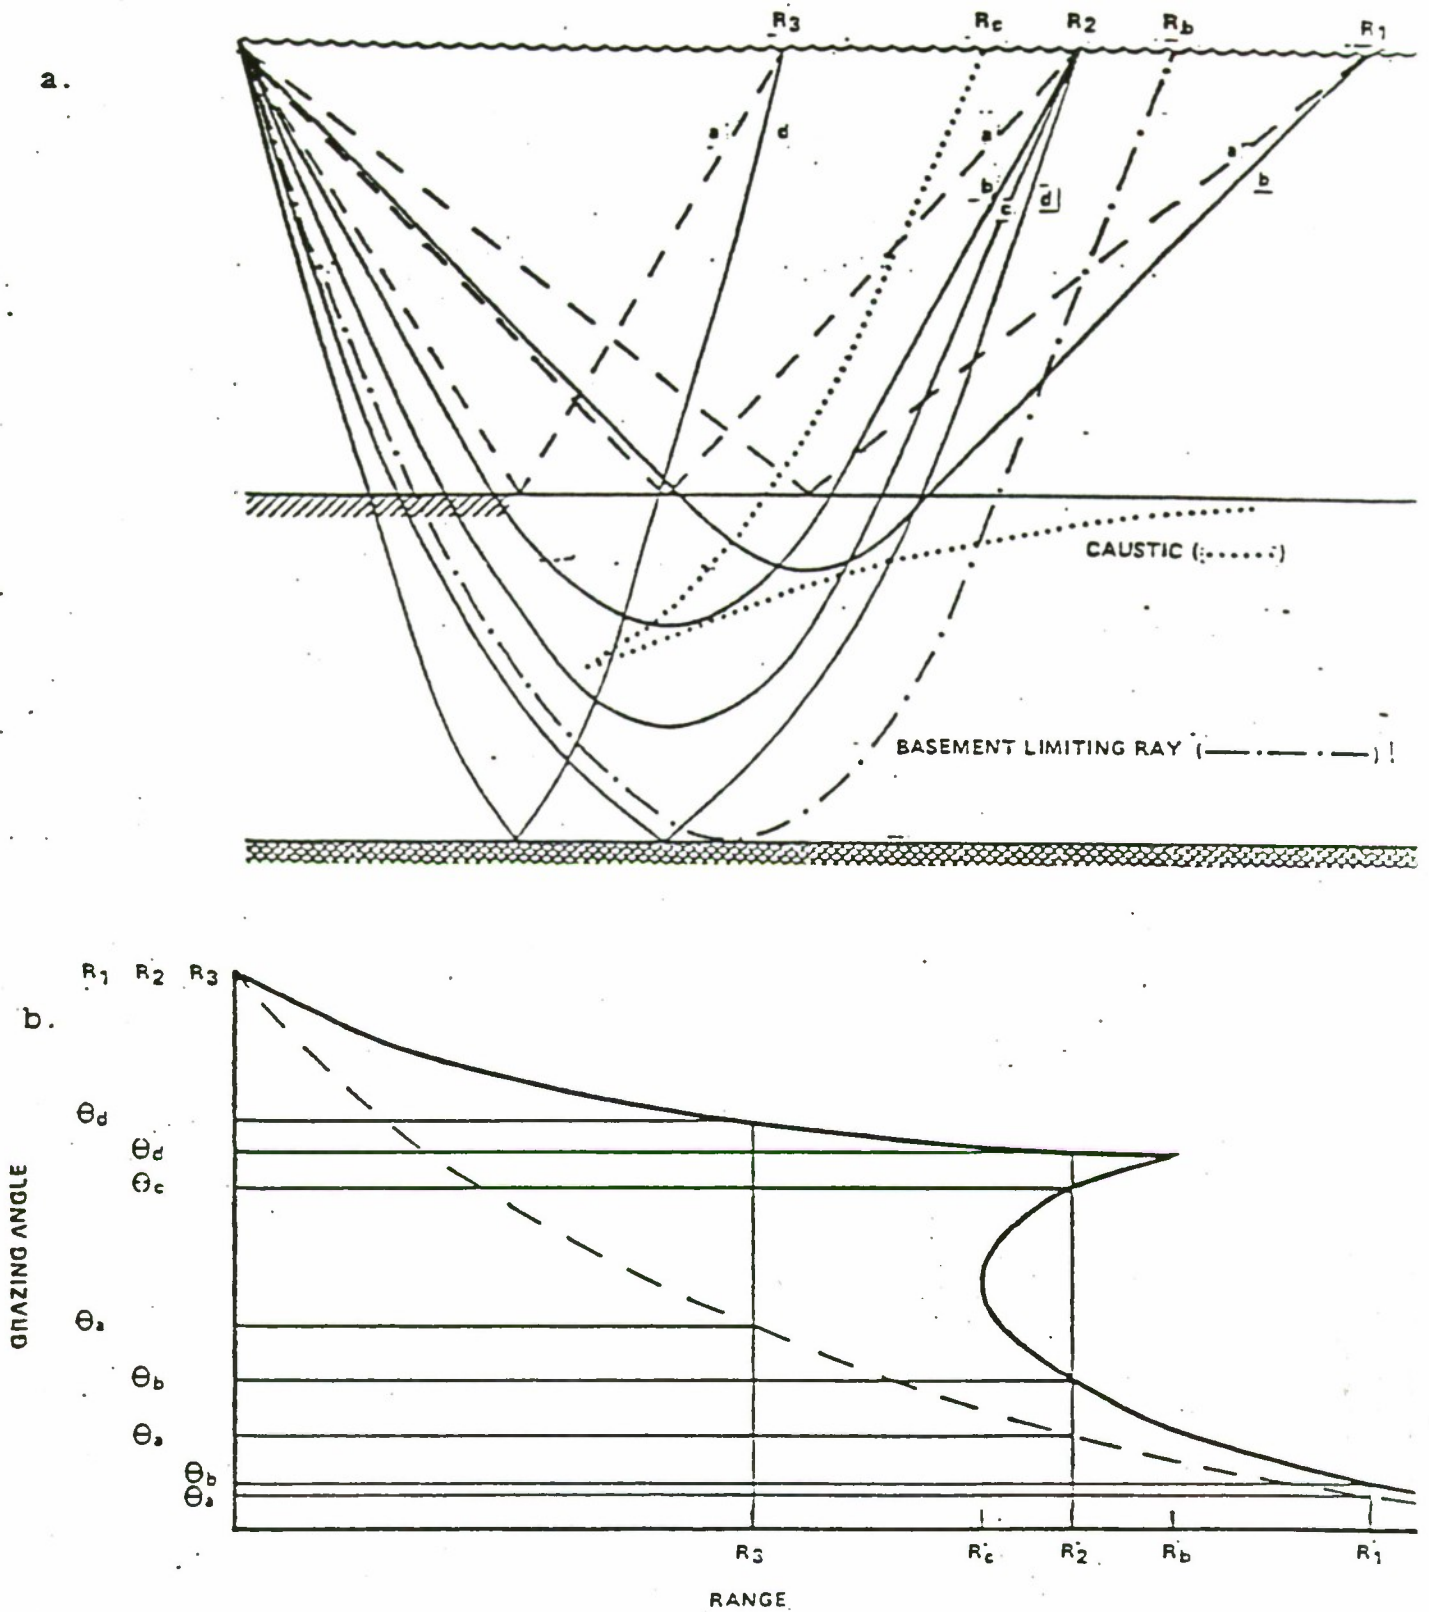 R3 Rc R2 Rb R1
a.
a d a a
b c d b
CAUSTIC (......)
BASEMENT LIMITING RAY (— · — · —)
R1 R2 R3
b.
θd
θd
θc
θa
θb
θa
θb
θa
GRAZING ANGLE
R3 Rc R2 Rb R1
RANGE